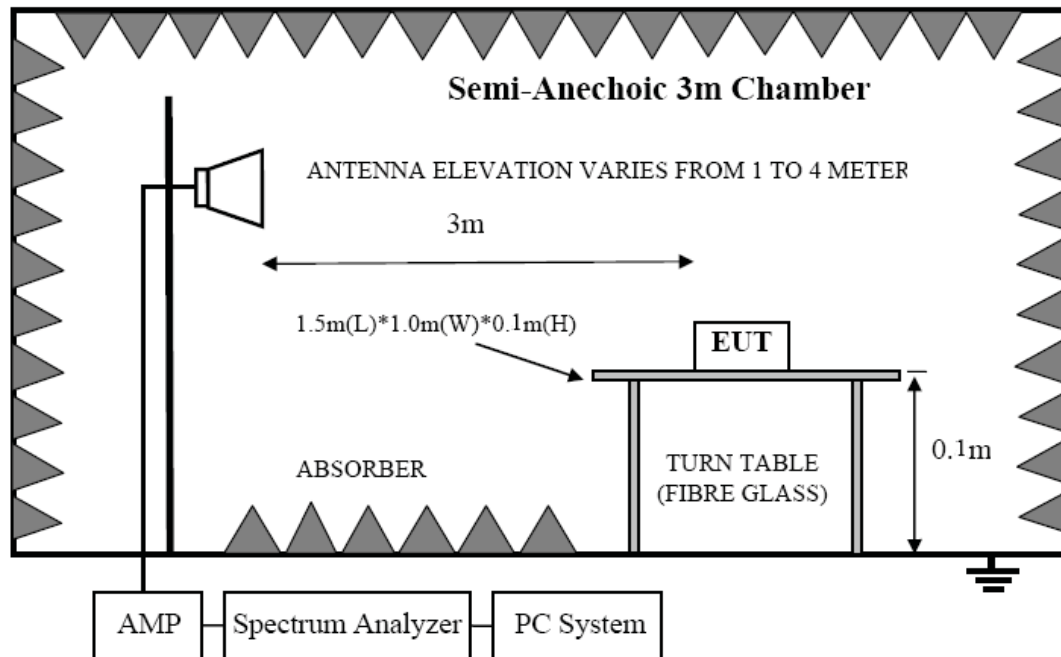 Semi-Anechoic 3m Chamber
ANTENNA ELEVATION VARIES FROM 1 TO 4 METER
3m
1.5m(L)*1.0m(W)*0.1m(H)
EUT
0.1m
ABSORBER
TURN TABLE
(FIBRE GLASS)
AMP
Spectrum Analyzer
PC System